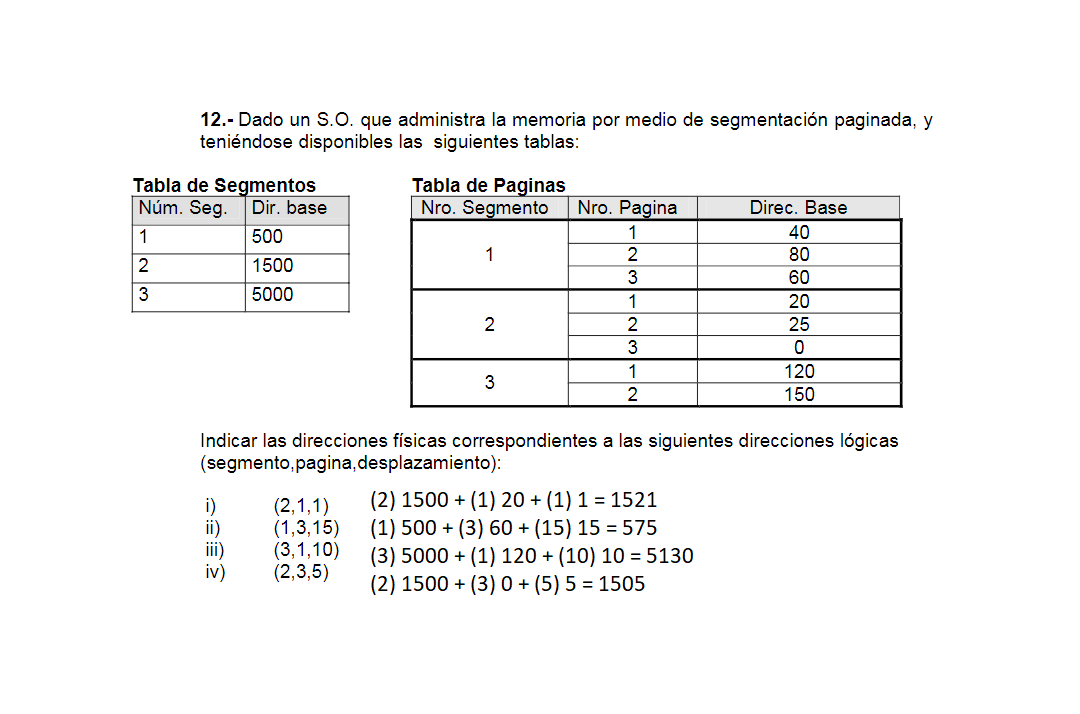 12.- Dado un S.O. que administra la memoria por medio de segmentación paginada, y
teniéndose disponibles las siguientes tablas:
Tabla de Segmentos
Núm. Seg. Dir. base
1 500
2 1500
3 5000
Tabla de Paginas
Nro. Segmento Nro. Pagina Direc. Base
1 1 40
2 80
3 60
2 1 20
2 25
3 0
3 1 120
2 150
Indicar las direcciones físicas correspondientes a las siguientes direcciones lógicas
(segmento,pagina,desplazamiento):
i) (2,1,1) (2) 1500 + (1) 20 + (1) 1 = 1521
ii) (1,3,15) (1) 500 + (3) 60 + (15) 15 = 575
iii) (3,1,10) (3) 5000 + (1) 120 + (10) 10 = 5130
iv) (2,3,5) (2) 1500 + (3) 0 + (5) 5 = 1505